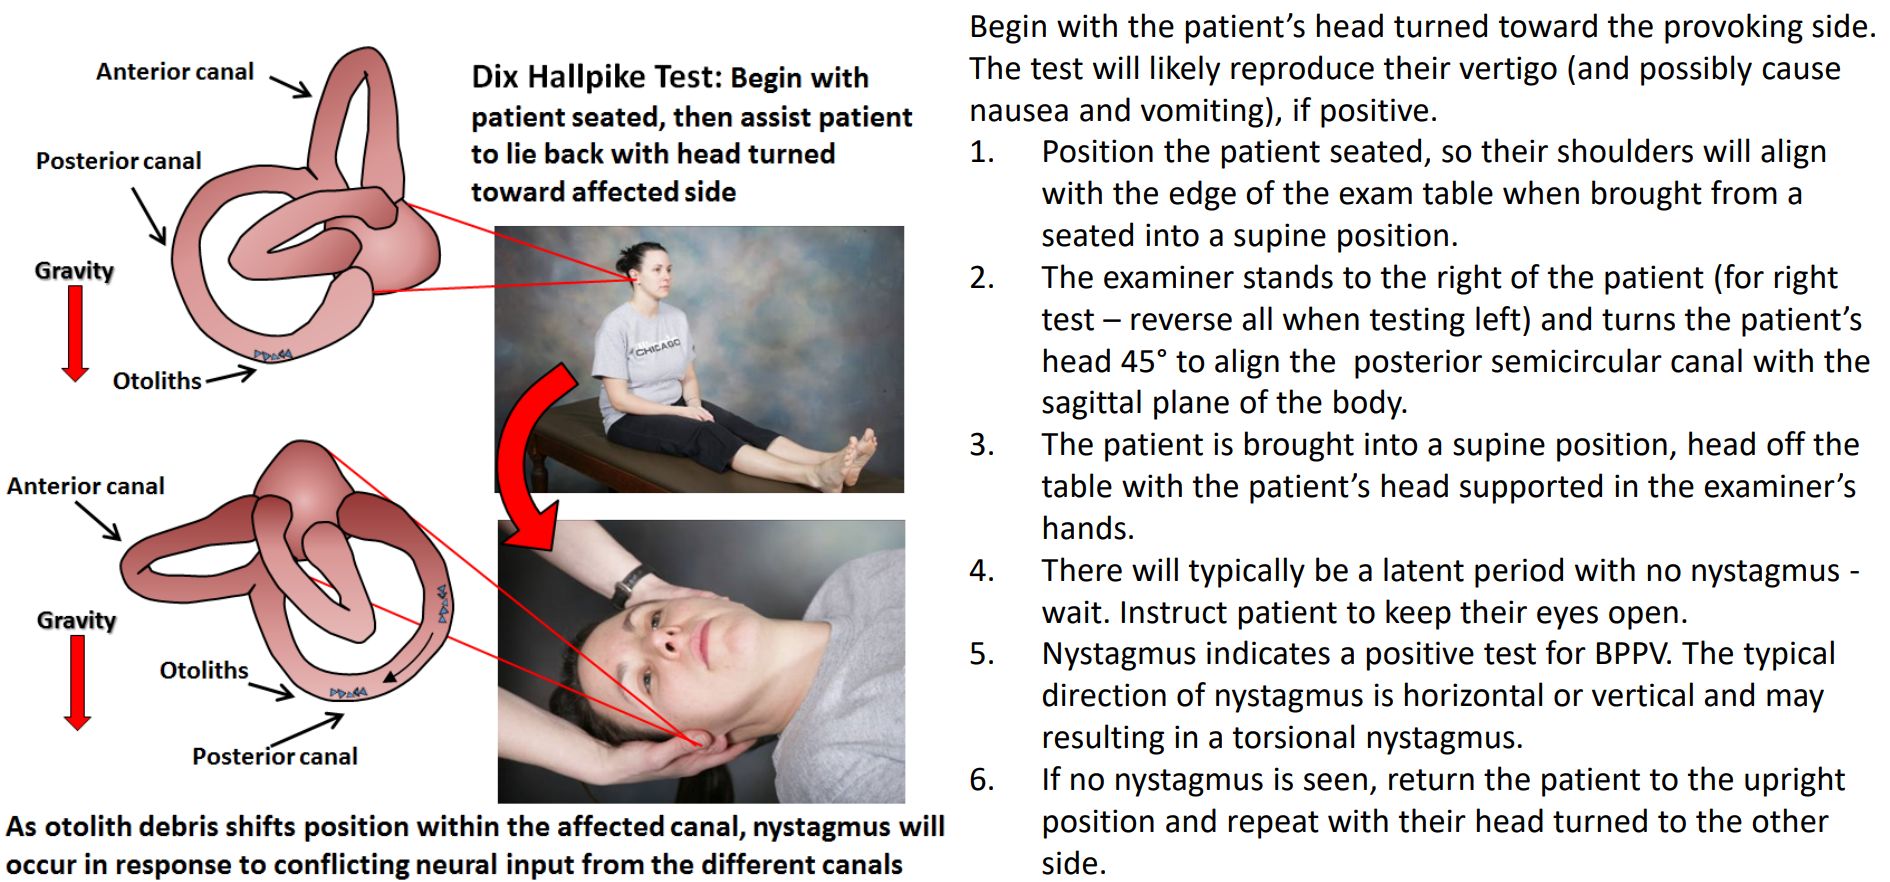 Anterior canal
Posterior canal
Gravity
Otoliths
Dix Hallpike Test: Begin with
patient seated, then assist patient
to lie back with head turned
toward affected side
CHICAGO
Anterior canal
Gravity
Otoliths
Posterior canal
As otolith debris shifts position within the affected canal, nystagmus will
occur in response to conflicting neural input from the different canals
Begin with the patient’s head turned toward the provoking side.
The test will likely reproduce their vertigo (and possibly cause
nausea and vomiting), if positive.
1. Position the patient seated, so their shoulders will align
with the edge of the exam table when brought from a
seated into a supine position.
2. The examiner stands to the right of the patient (for right
test – reverse all when testing left) and turns the patient’s
head 45° to align the posterior semicircular canal with the
sagittal plane of the body.
3. The patient is brought into a supine position, head off the
table with the patient’s head supported in the examiner’s
hands.
4. There will typically be a latent period with no nystagmus -
wait. Instruct patient to keep their eyes open.
5. Nystagmus indicates a positive test for BPPV. The typical
direction of nystagmus is horizontal or vertical and may
resulting in a torsional nystagmus.
6. If no nystagmus is seen, return the patient to the upright
position and repeat with their head turned to the other
side.